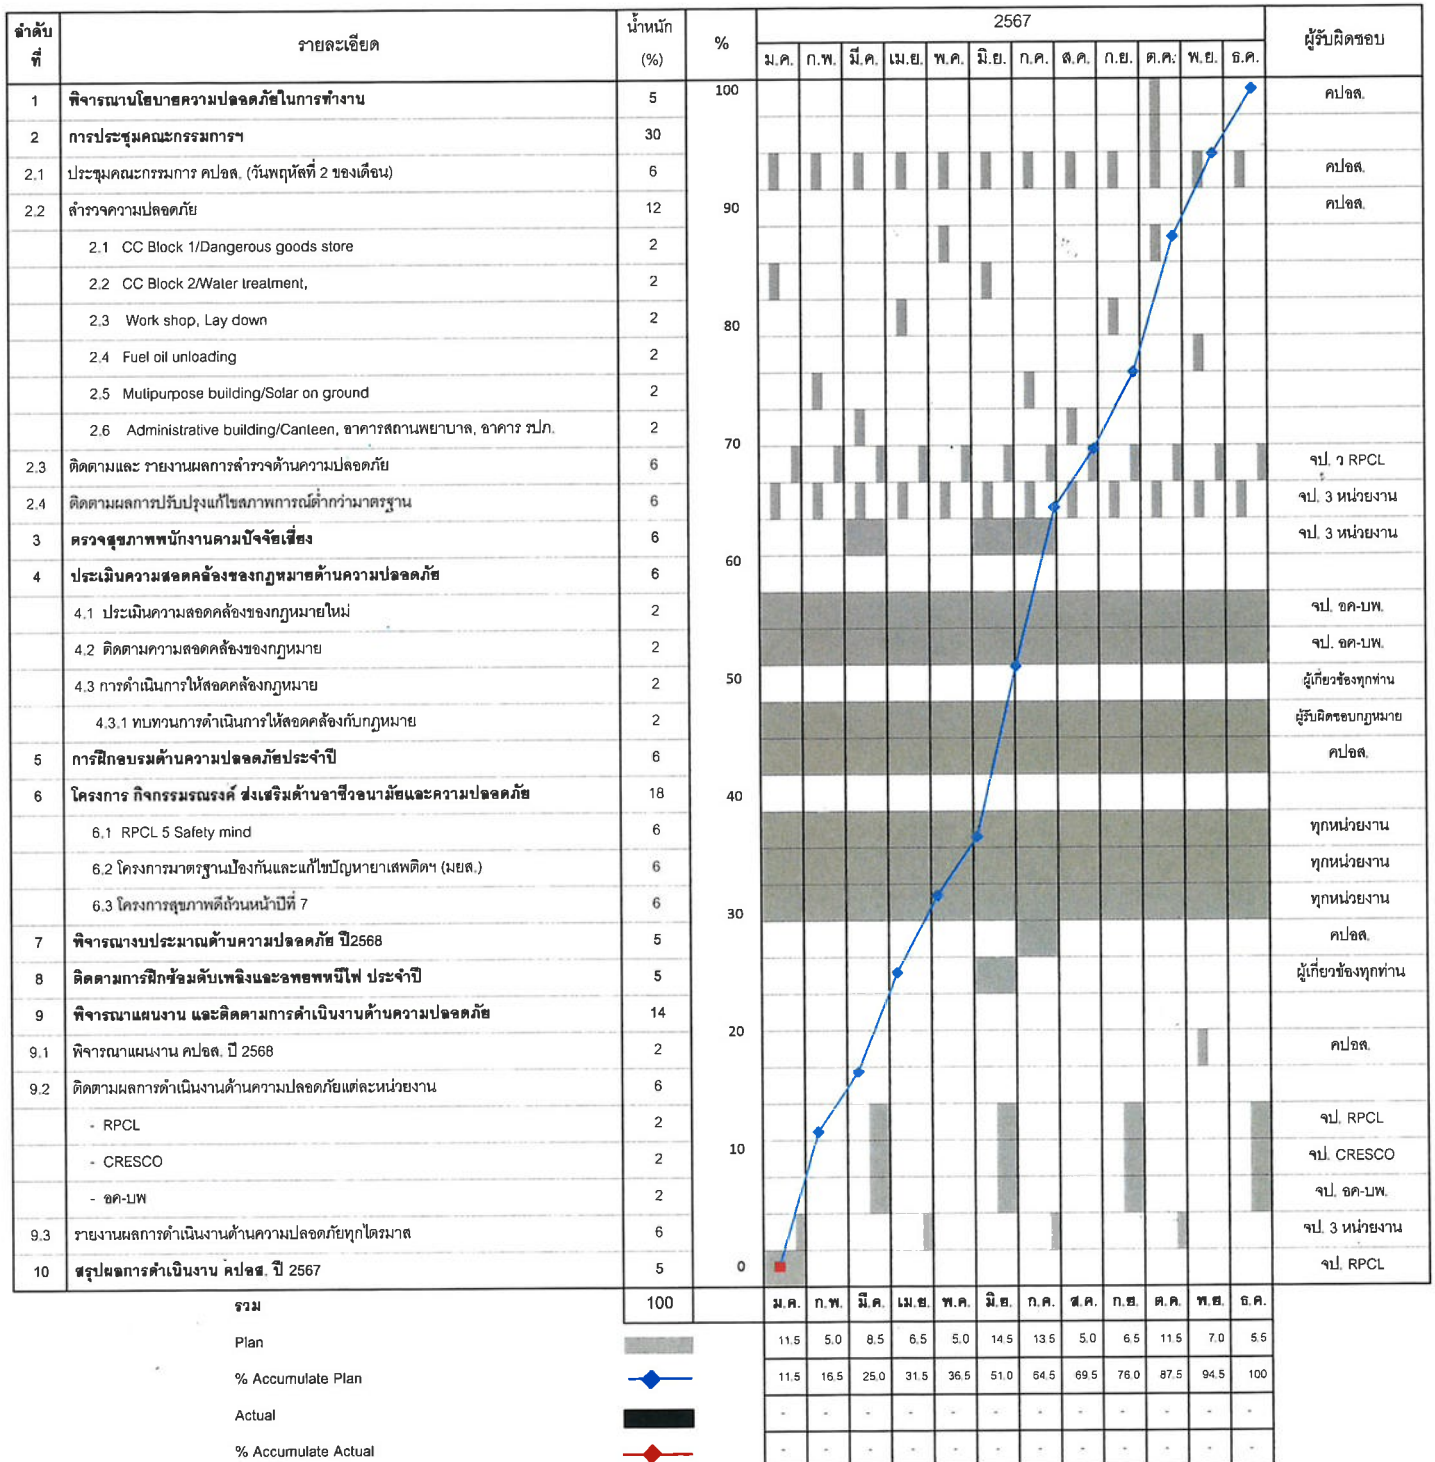 ลำดับที่ รายละเอียด น้ำหนัก (%) % 2567 ผู้รับผิดชอบ
ม.ค. ก.พ. มี.ค. เม.ย. พ.ค. มิ.ย. ก.ค. ส.ค. ก.ย. ต.ค. พ.ย. ธ.ค.
1 พิจารณานโยบายความปลอดภัยในการทำงาน 5 100 คปอส.
2 การประชุมคณะกรรมการฯ 30
2.1 ประชุมคณะกรรมการ คปอส. (วันพฤหัสที่ 2 ของเดือน) 6 คปอส.
2.2 สำรวจความปลอดภัย 12 90 คปอส.
2.1 CC Block 1/Dangerous goods store 2
2.2 CC Block 2/Water treatment, 2
2.3 Work shop, Lay down 2 80
2.4 Fuel oil unloading 2
2.5 Mutipurpose building/Solar on ground 2
2.6 Administrative building/Canteen, อาคารสถานพยาบาล, อาคาร รปภ. 2 70
2.3 ติดตามและ รายงานผลการสำรวจด้านความปลอดภัย 6 จป. ว RPCL
2.4 ติดตามผลการปรับปรุงแก้ไขสภาพการณ์ต่ำกว่ามาตรฐาน 6 จป. 3 หน่วยงาน
3 ตรวจสุขภาพพนักงานตามปัจจัยเสี่ยง 6 จป. 3 หน่วยงาน
4 ประเมินความสอดคล้องของกฎหมายด้านความปลอดภัย 6 60
4.1 ประเมินความสอดคล้องของกฎหมายใหม่ 2 จป. อค-บพ.
4.2 ติดตามความสอดคล้องของกฎหมาย 2 จป. อค-บพ.
4.3 การดำเนินการให้สอดคล้องกฎหมาย 2 50 ผู้เกี่ยวข้องทุกท่าน
4.3.1 ทบทวนการดำเนินการให้สอดคล้องกับกฎหมาย 2 ผู้รับผิดชอบกฎหมาย
5 การฝึกอบรมด้านความปลอดภัยประจำปี 6 คปอส.
6 โครงการ กิจกรรมรณรงค์ ส่งเสริมด้านอาชีวอนามัยและความปลอดภัย 18 40
6.1 RPCL 5 Safety mind 6 ทุกหน่วยงาน
6.2 โครงการมาตรฐานป้องกันและแก้ไขปัญหายาเสพติดฯ (มยส.) 6 ทุกหน่วยงาน
6.3 โครงการสุขภาพดีถ้วนหน้าปีที่ 7 6 30 ทุกหน่วยงาน
7 พิจารณางบประมาณด้านความปลอดภัย ปี2568 5 คปอส.
8 ติดตามการฝึกซ้อมดับเพลิงและอพยพหนีไฟ ประจำปี 5 ผู้เกี่ยวข้องทุกท่าน
9 พิจารณาแผนงาน และติดตามการดำเนินงานด้านความปลอดภัย 14 20
9.1 พิจารณาแผนงาน คปอส. ปี 2568 2 คปอส.
9.2 ติดตามผลการดำเนินงานด้านความปลอดภัยแต่ละหน่วยงาน 6
- RPCL 2 10 จป. RPCL
- CRESCO 2 จป. CRESCO
- อค-บพ 2 จป. อค-บพ.
9.3 รายงานผลการดำเนินงานด้านความปลอดภัยทุกไตรมาส 6 จป. 3 หน่วยงาน
10 สรุปผลการดำเนินงาน คปอส. ปี 2567 5 0 จป. RPCL
รวม 100 ม.ค. ก.พ. มี.ค. เม.ย. พ.ค. มิ.ย. ก.ค. ส.ค. ก.ย. ต.ค. พ.ย. ธ.ค.
Plan 11.5 5.0 8.5 6.5 5.0 14.5 13.5 5.0 6.5 11.5 7.0 5.5
% Accumulate Plan 11.5 16.5 25.0 31.5 36.5 51.0 64.5 69.5 76.0 87.5 94.5 100
Actual - - - - - - - - - - - -
% Accumulate Actual - - - - - - - - - - - -